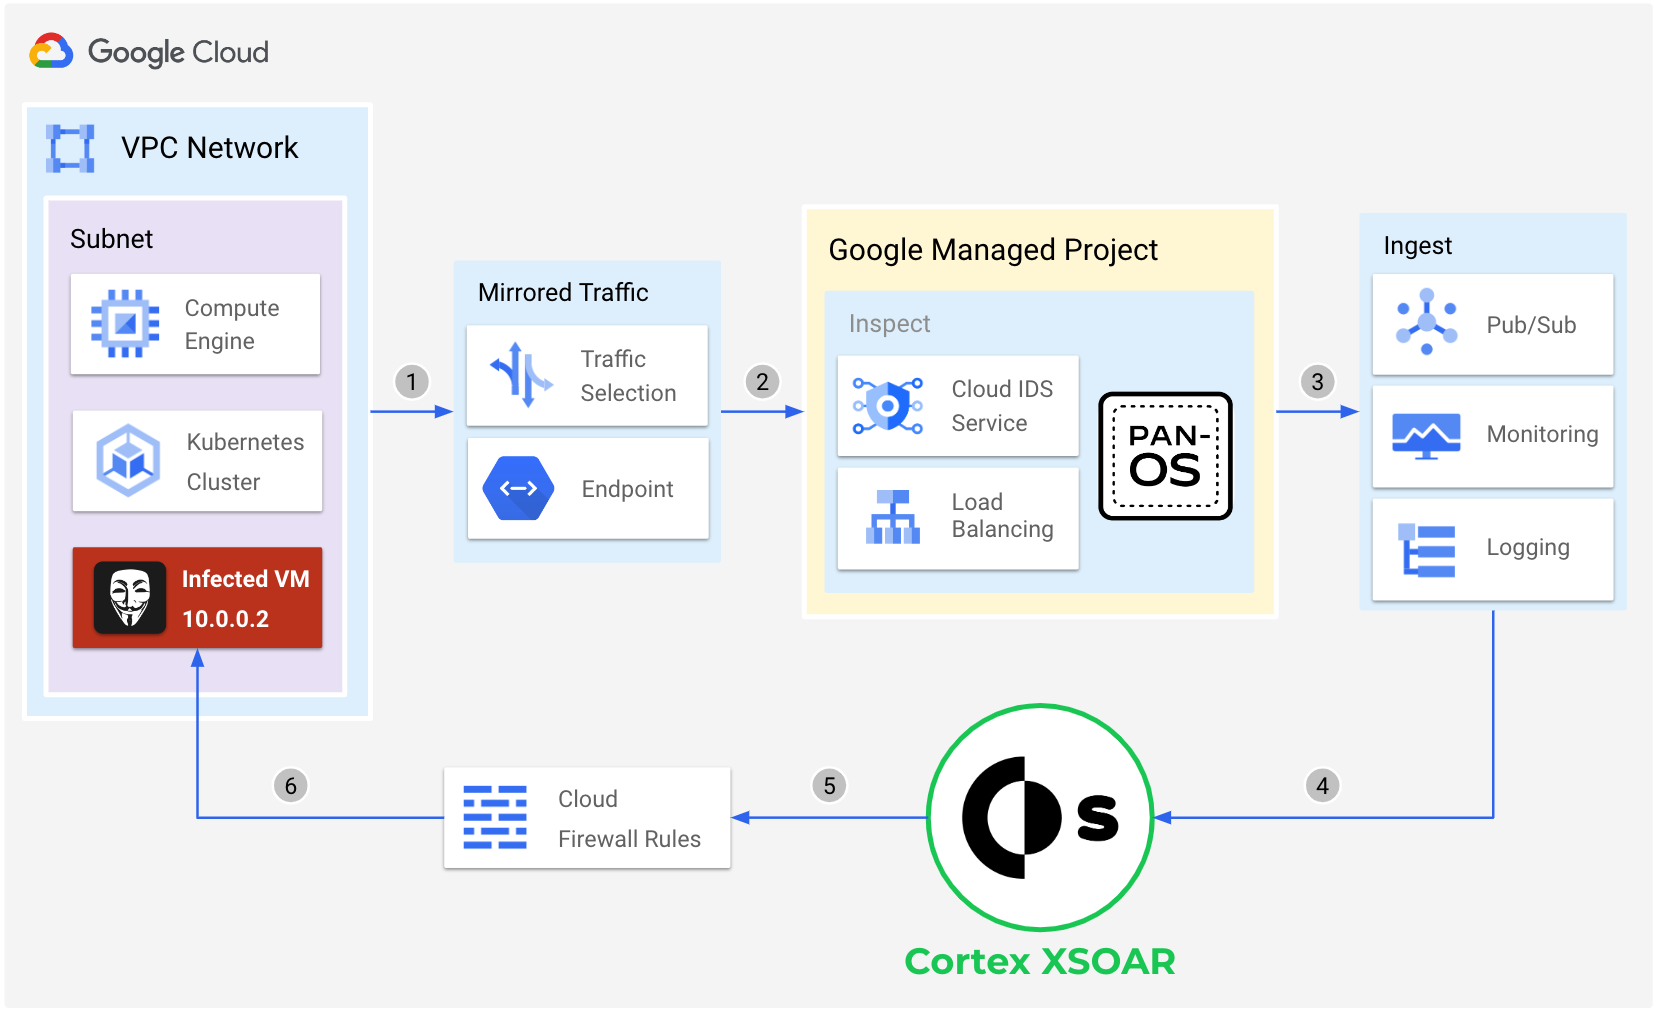 Google Cloud
VPC Network
Subnet
Compute
Engine
Kubernetes
Cluster
Infected VM
10.0.0.2
1
Mirrored Traffic
Traffic
Selection
Endpoint
2
Google Managed Project
Inspect
Cloud IDS
Service
Load
Balancing
PAN-
OS
3
Ingest
Pub/Sub
Monitoring
Logging
4
S
Cortex XSOAR
5
Cloud
Firewall Rules
6